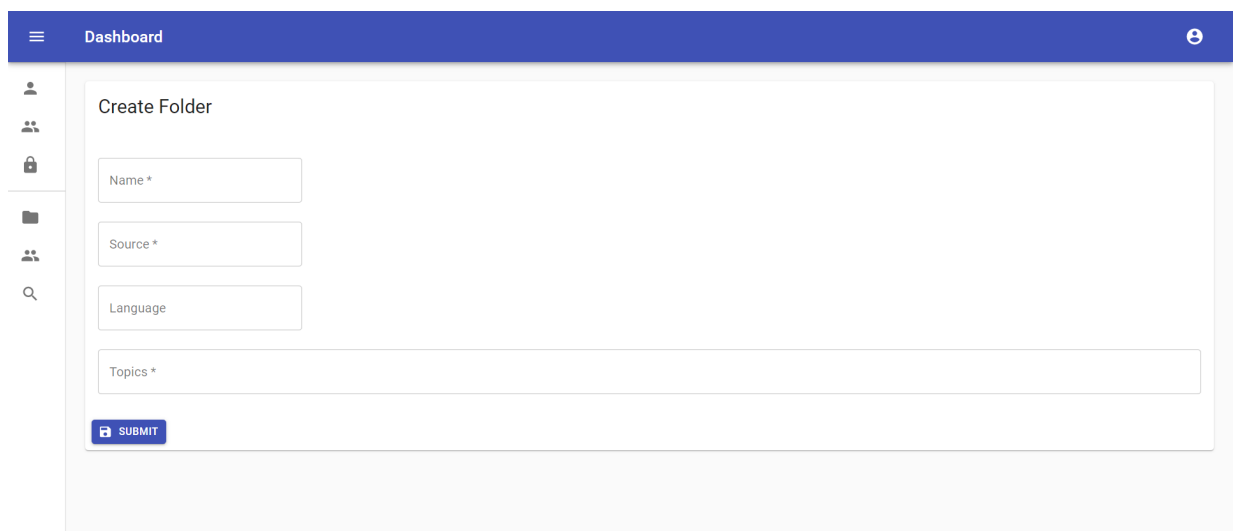 Dashboard
Create Folder
Name *
Source *
Language
Topics *
SUBMIT